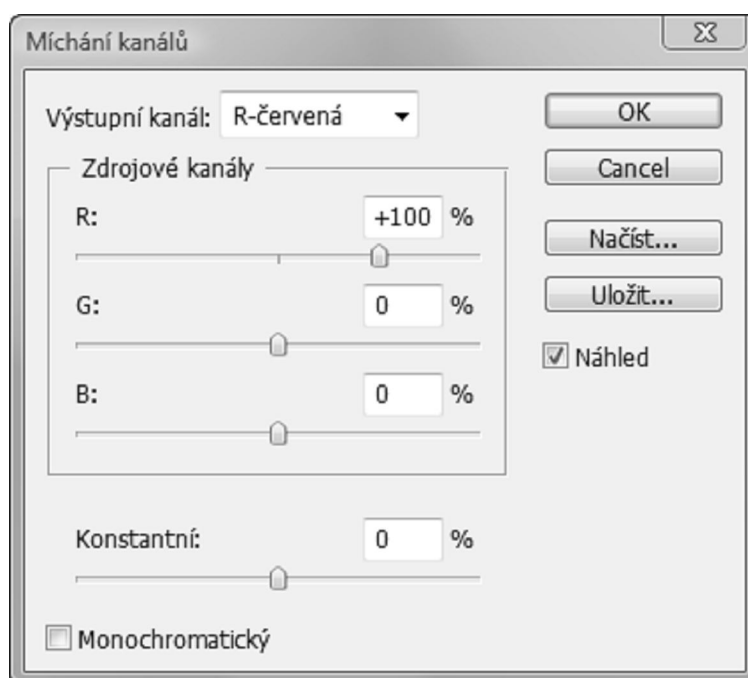 Míchání kanálů
Výstupní kanál: R-červená
Zdrojové kanály
R: +100 %
G: 0 %
B: 0 %
Konstantní: 0 %
Monochromatický
OK
Cancel
Načíst...
Uložit...
Náhled